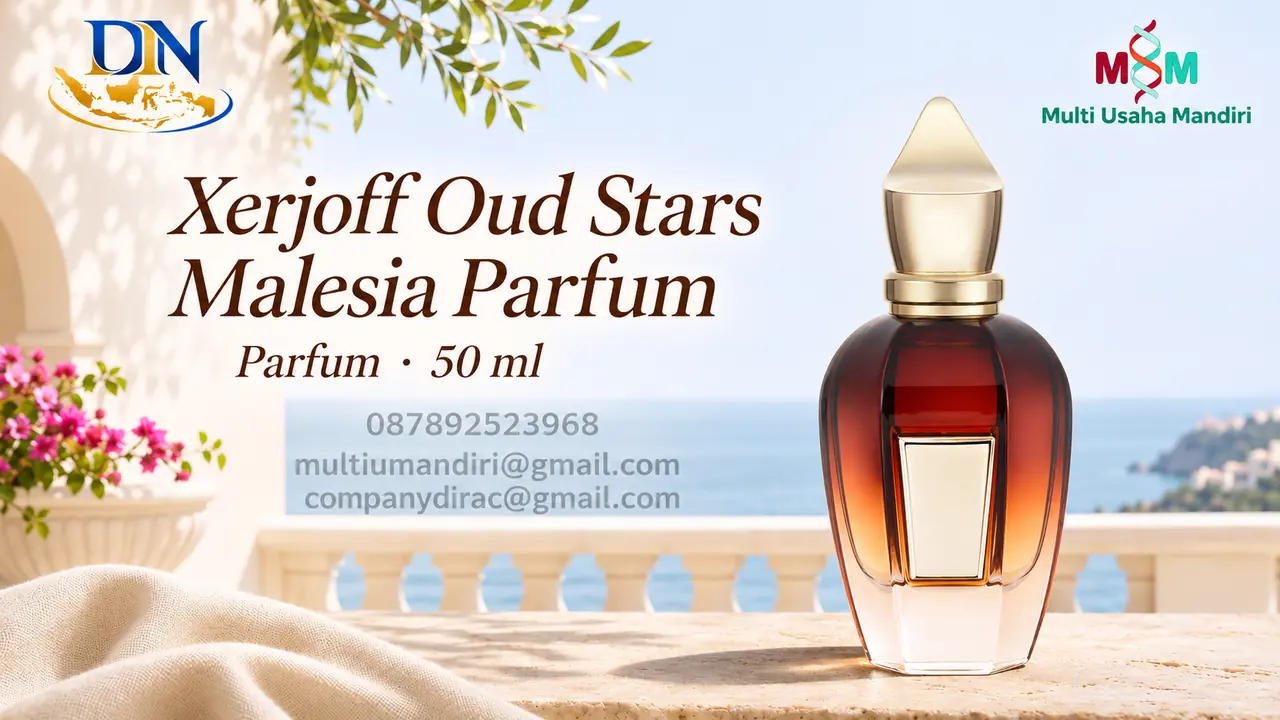 DIN
MM
Multi Usaha Mandiri
Xerjoff Oud Stars
Malesia Parfum
Parfum · 50 ml
087892523968
multiumandiri@gmail.com
companydirac@gmail.com